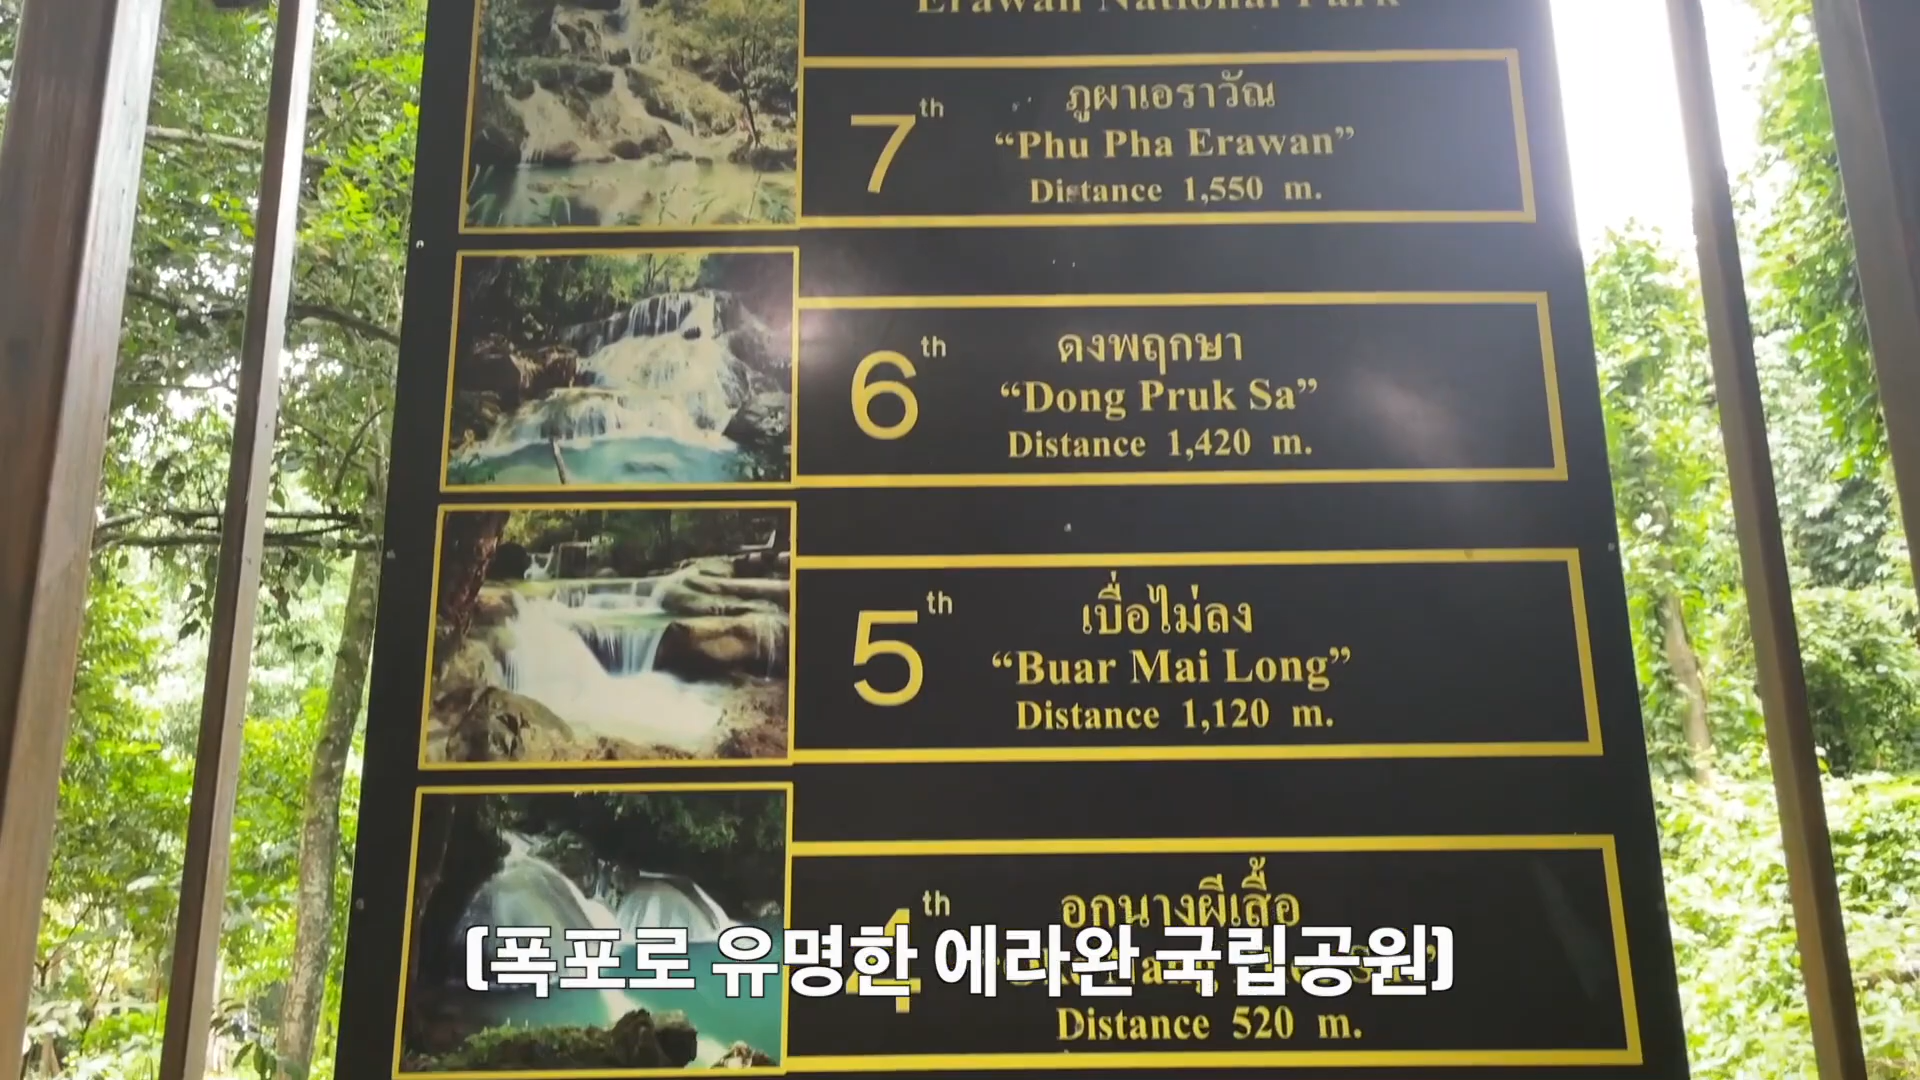 Erawan National Park
7th
ภูผาเอราวัณ
“Phu Pha Erawan”
Distance 1,550 m.
6th
ดงพฤกษา
“Dong Pruk Sa”
Distance 1,420 m.
5th
เบื่อไม่ลง
“Buar Mai Long”
Distance 1,120 m.
4th
อกนางผีเสื้อ
(폭포로 유명한 에라완 국립공원)
Distance 520 m.